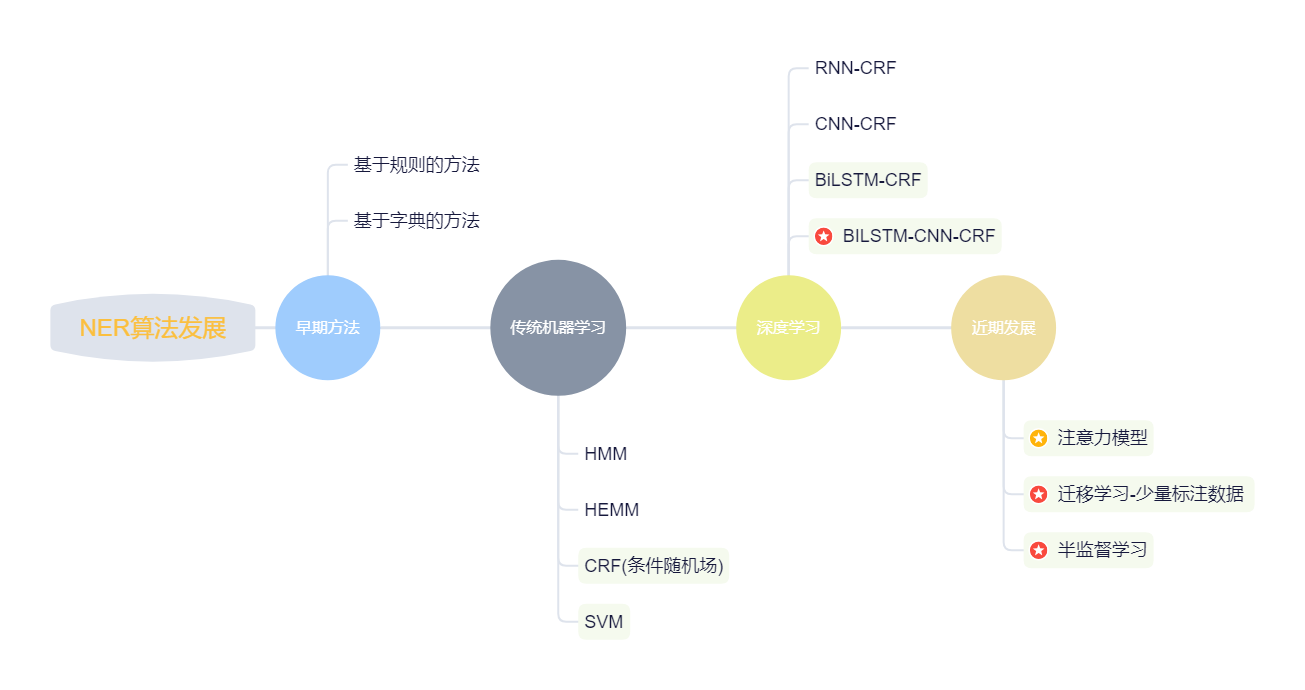 NER算法发展
早期方法
基于规则的方法
基于字典的方法
传统机器学习
HMM
HEMM
CRF(条件随机场)
SVM
深度学习
RNN-CRF
CNN-CRF
BiLSTM-CRF
BILSTM-CNN-CRF
近期发展
注意力模型
迁移学习-少量标注数据
半监督学习